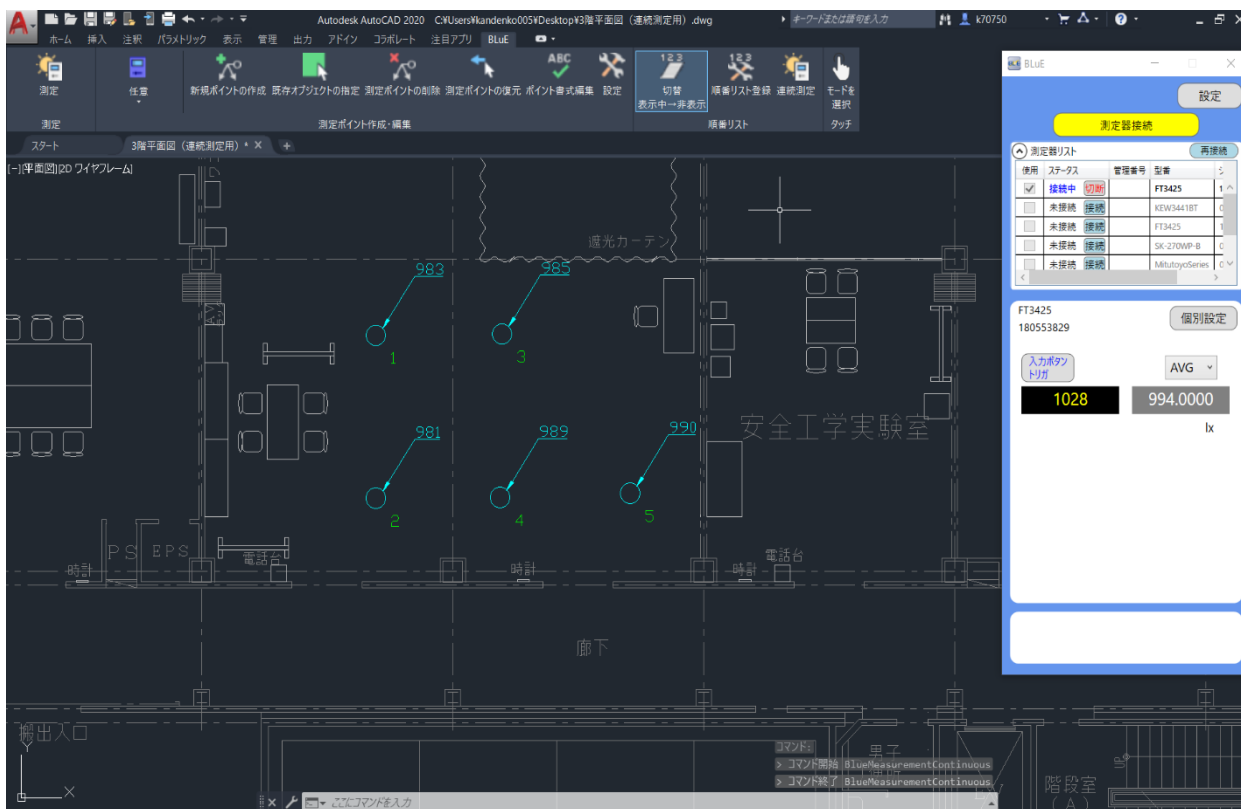 Autodesk AutoCAD 2020 C:¥Users¥kandenko005¥Desktop¥3階平面図（連続測定用）.dwg キーワードまたは語句を入力 k70750
ホーム 挿入 注釈 パラメトリック 表示 管理 出力 アドイン コラボレート 注目アプリ BLuE
測定 任意 新規ポイントの作成 既存オブジェクトの指定 測定ポイントの削除 測定ポイントの復元 ABC ポイント書式編集 設定 123 切替 表示中→非表示 123 順番リスト登録 連続測定 モードを選択
測定 測定ポイント作成・編集 順番リスト タッチ
スタート 3階平面図（連続測定用）* × +
[-][平面図][2D ワイヤフレーム]
遮光カーテン
983 985
AV
1 3
安全工学実験室
981 989 990
2 4 5
PS EPS 電話台 電話台
時計 時計 時計
廊下
搬出入口
男子
階段室
(A)
UP
Y
X
コマンド:
> コマンド開始 BlueMeasurementContinuous
> コマンド終了 BlueMeasurementContinuous
ここにコマンドを入力
BLuE
設定
測定器接続
測定器リスト 再接続
使用 ステータス 管理番号 型番 シ
接続中 切断 FT3425 1
未接続 接続 KEW3441BT 0
未接続 接続 FT3425 1
未接続 接続 SK-270WP-B 0
未接続 接続 MitutoyoSeries 0
FT3425 個別設定
180553829
入力ボタン
トリガ
AVG
1028 994.0000
lx